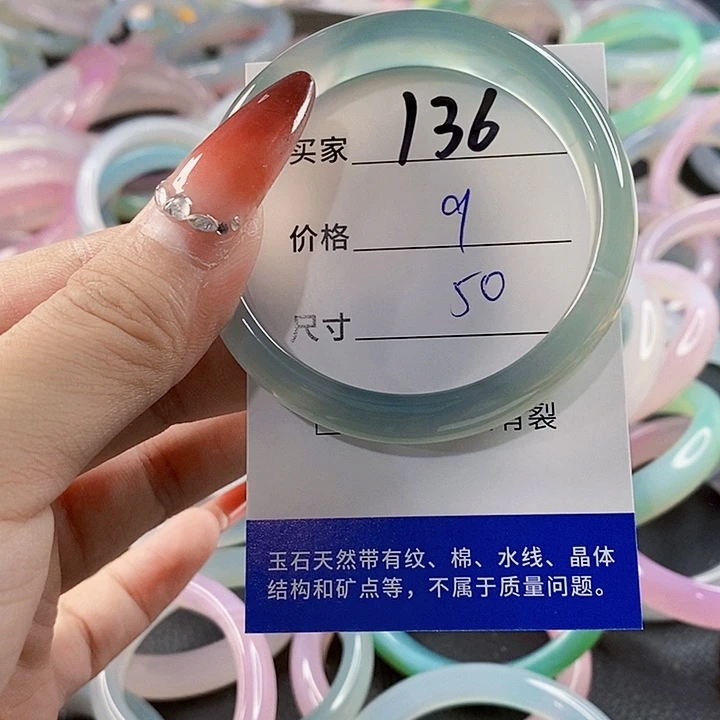 买家 136
价格 9
尺寸 50
有裂
玉石天然带有纹、棉、水线、晶体
结构和矿点等，不属于质量问题。